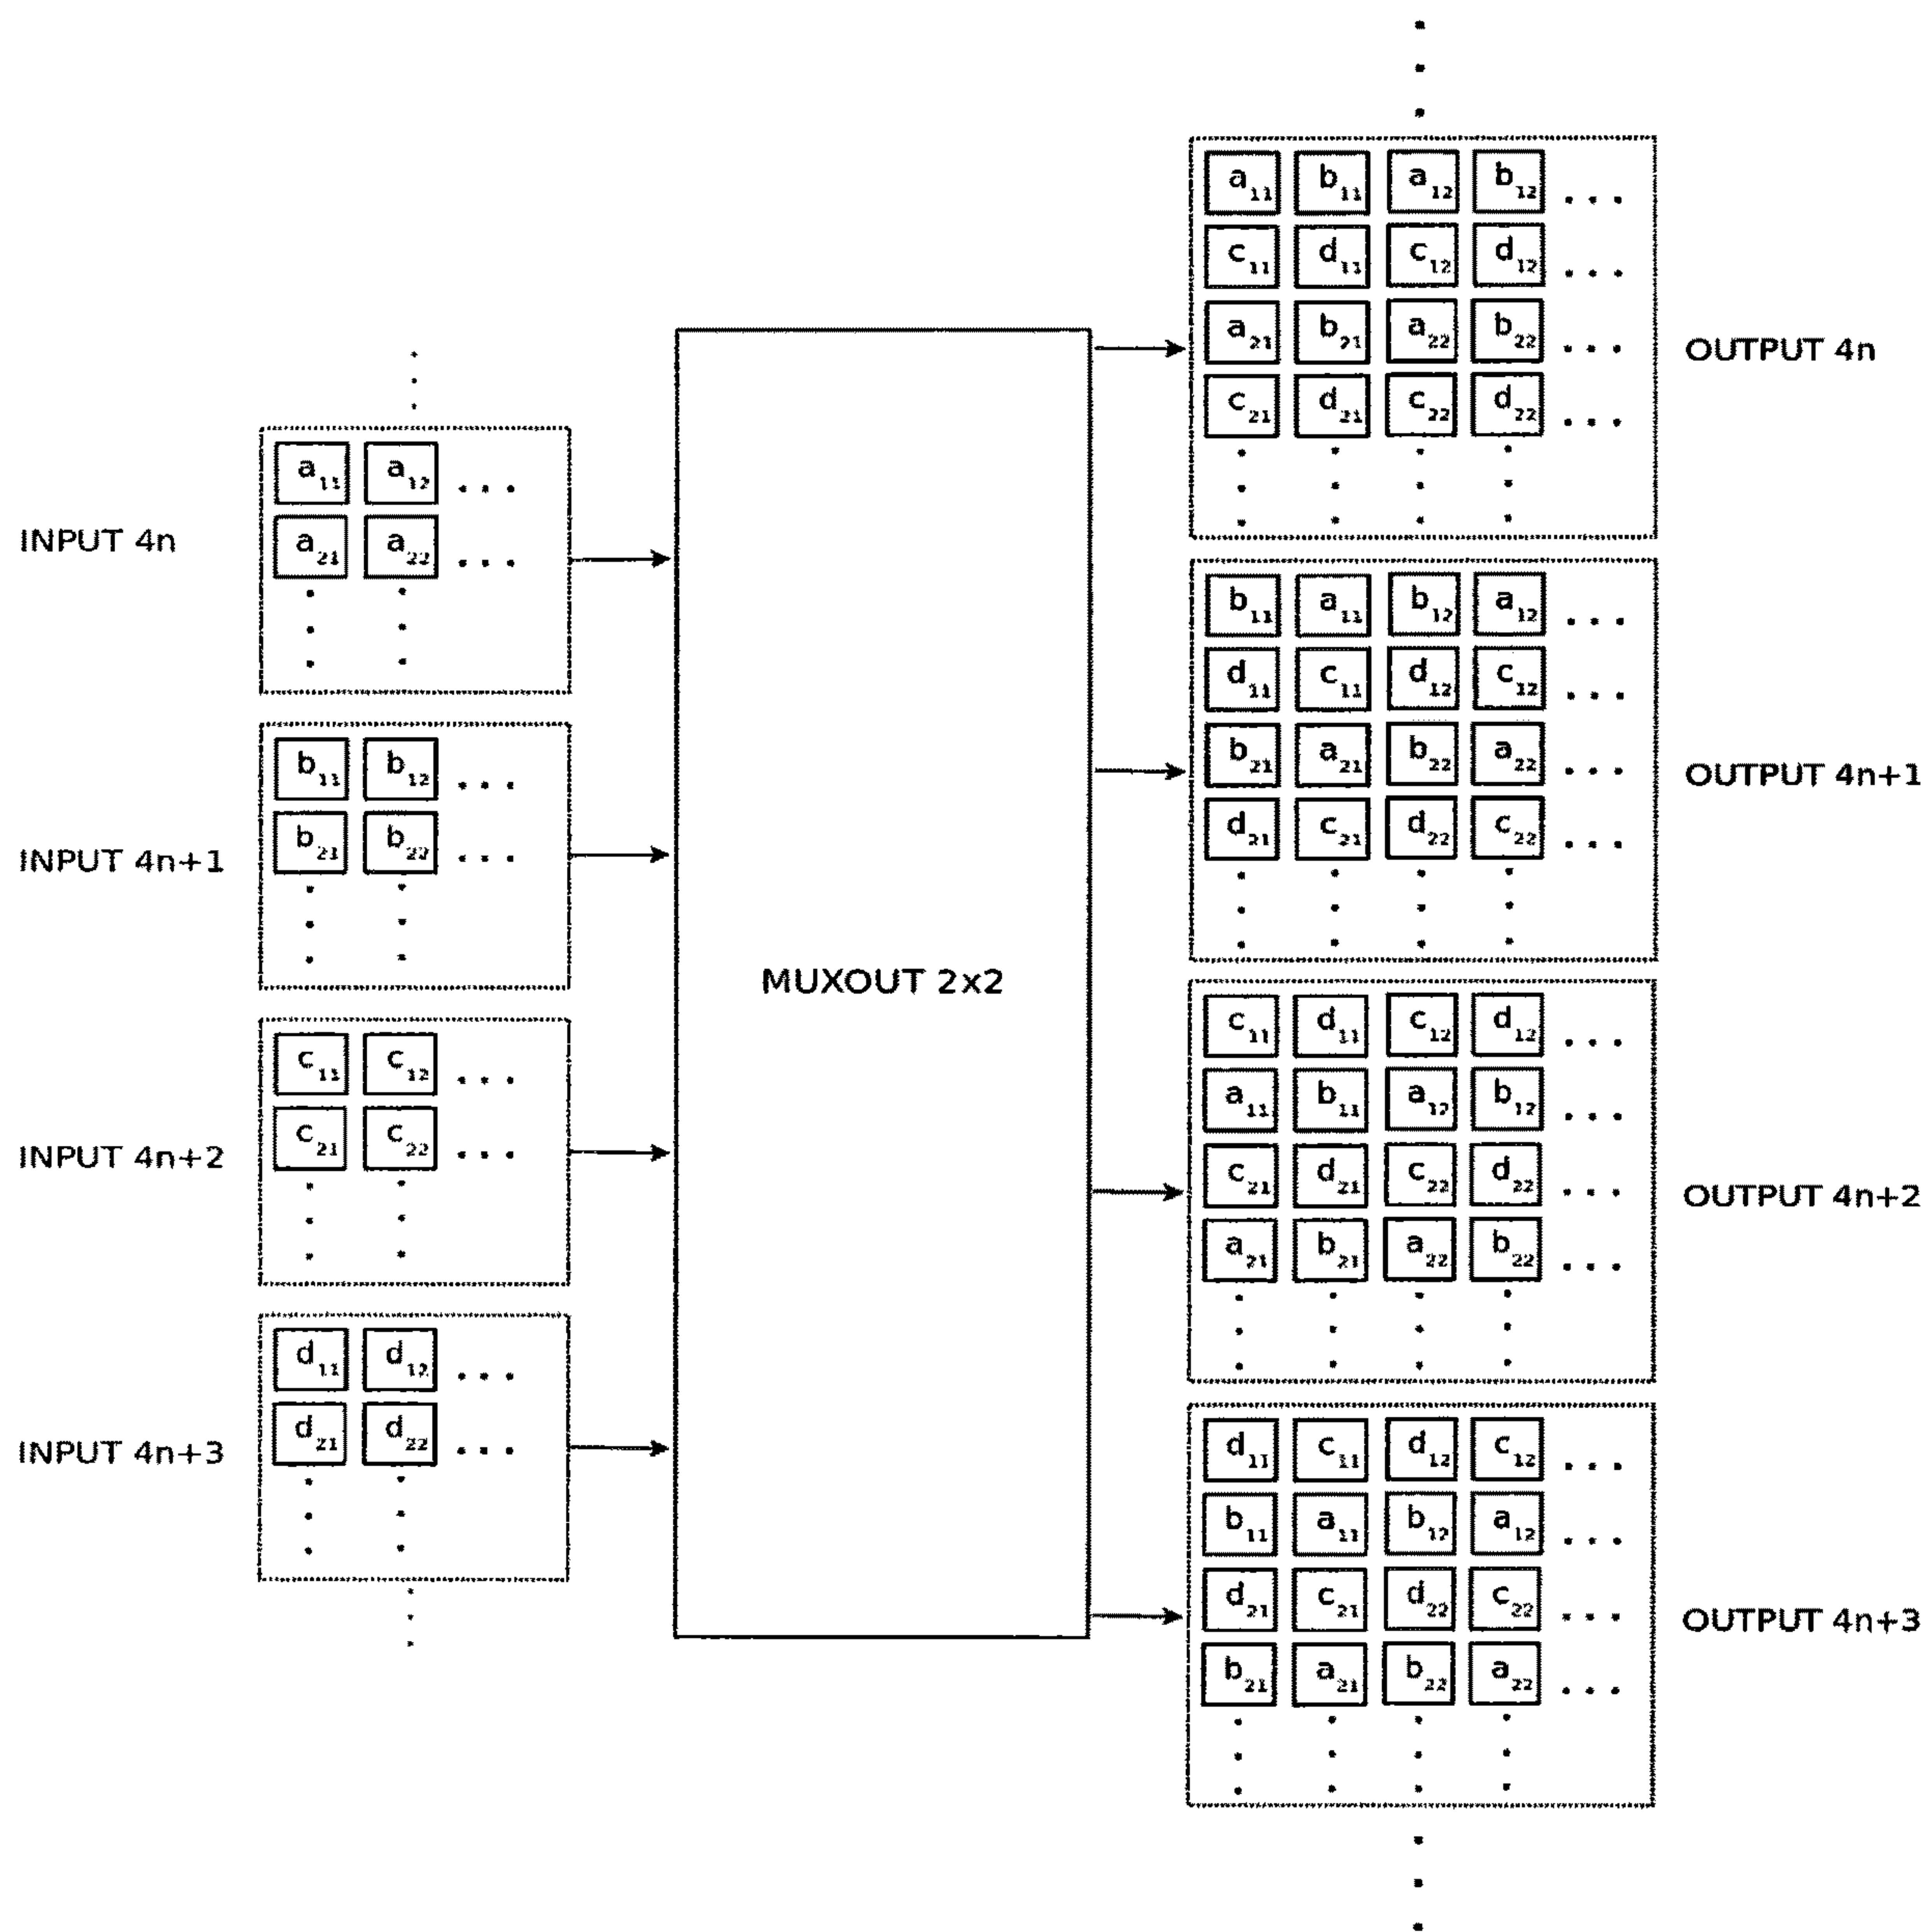 INPUT 4n
a11 a12 . . .
a21 a22 . . .
INPUT 4n+1
b11 b12 . . .
b21 b22 . . .
INPUT 4n+2
c11 c12 . . .
c21 c22 . . .
INPUT 4n+3
d11 d12 . . .
d21 d22 . . .
MUXOUT 2x2
a11 b11 a12 b12 . . .
c11 d11 c12 d12 . . .
a21 b21 a22 b22 . . .
c21 d21 c22 d22 . . .
OUTPUT 4n
b11 a11 b12 a12 . . .
d11 c11 d12 c12 . . .
b21 a21 b22 a22 . . .
d21 c21 d22 c22 . . .
OUTPUT 4n+1
c11 d11 c12 d12 . . .
a11 b11 a12 b12 . . .
c21 d21 c22 d22 . . .
a21 b21 a22 b22 . . .
OUTPUT 4n+2
d11 c11 d12 c12 . . .
b11 a11 b12 a12 . . .
d21 c21 d22 c22 . . .
b21 a21 b22 a22 . . .
OUTPUT 4n+3